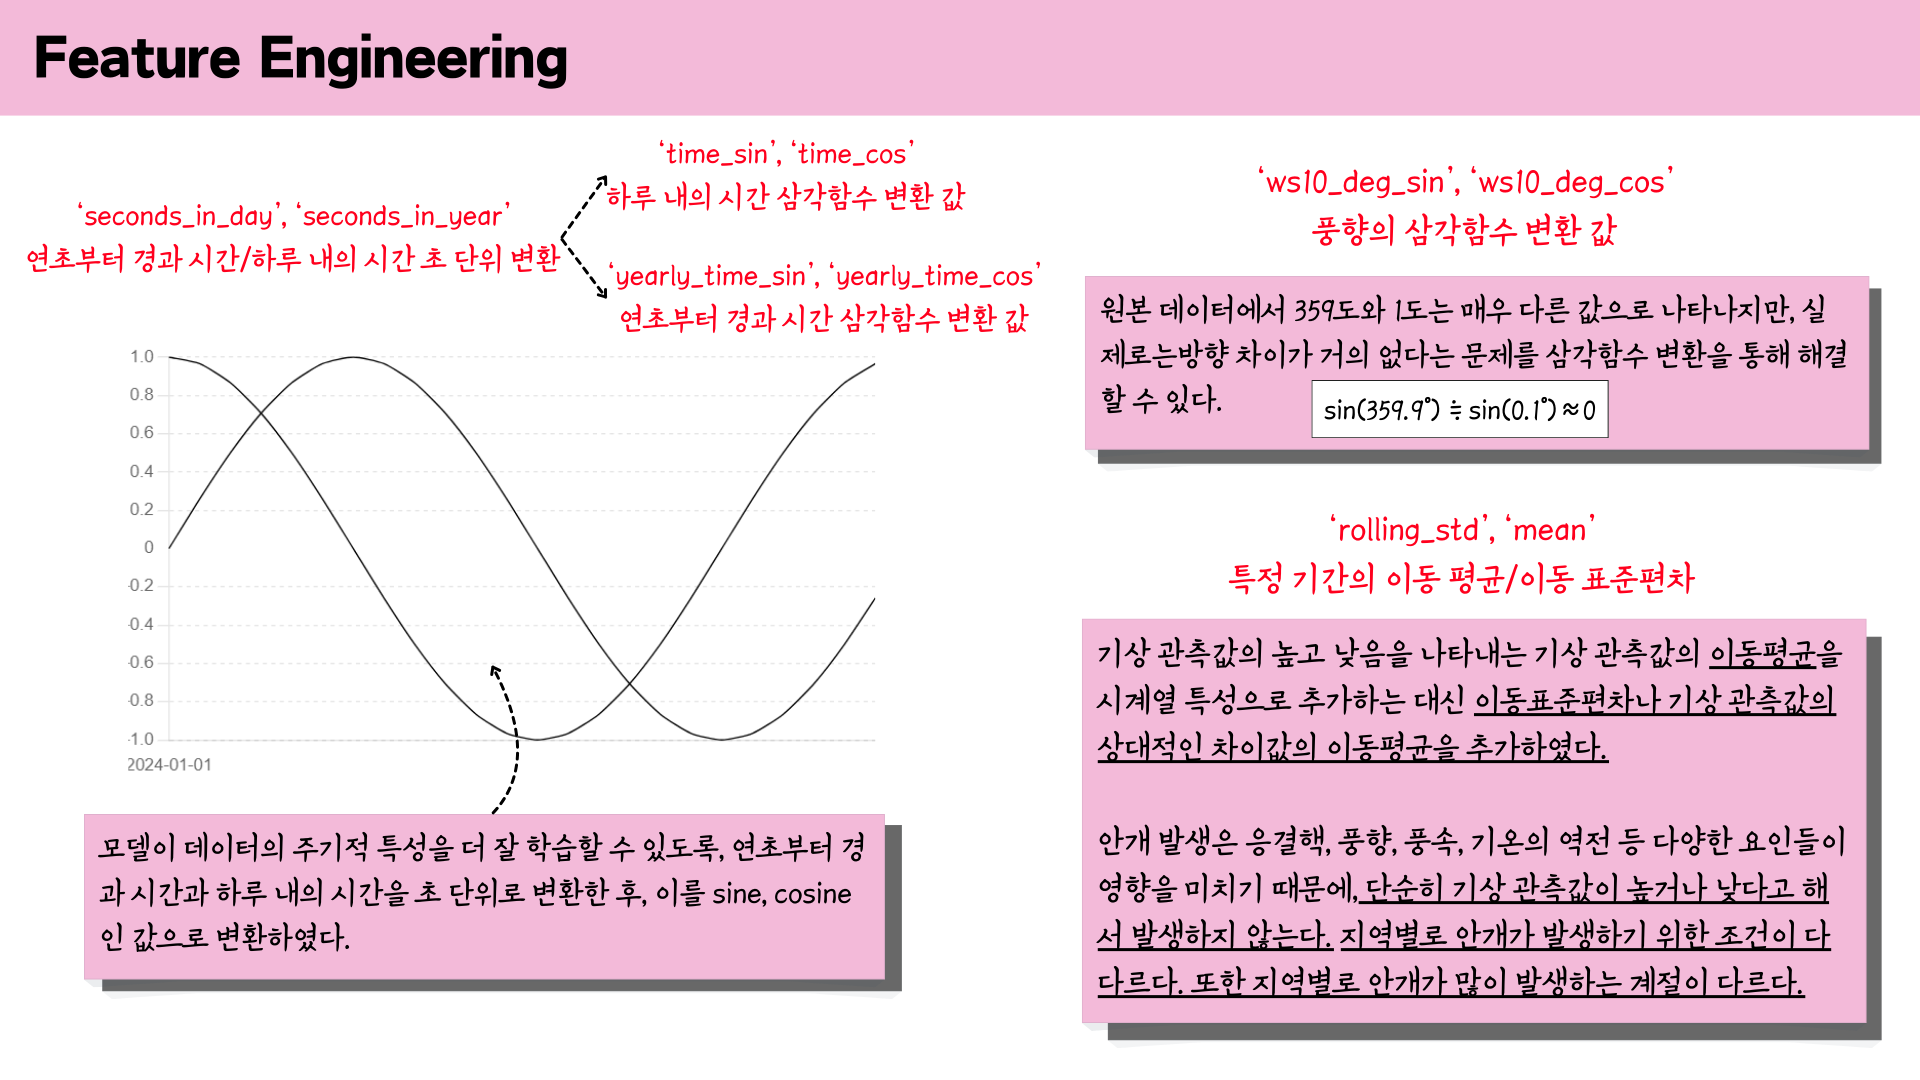 Feature Engineering
‘seconds_in_day’, ‘seconds_in_year’
연초부터 경과 시간/하루 내의 시간 초 단위 변환
‘time_sin’, ‘time_cos’
하루 내의 시간 삼각함수 변환 값
‘yearly_time_sin’, ‘yearly_time_cos’
연초부터 경과 시간 삼각함수 변환 값
1.0
0.8
0.6
0.4
0.2
0
-0.2
-0.4
-0.6
-0.8
-1.0
2024-01-01
모델이 데이터의 주기적 특성을 더 잘 학습할 수 있도록, 연초부터 경
과 시간과 하루 내의 시간을 초 단위로 변환한 후, 이를 sine, cosine
인 값으로 변환하였다.
‘ws10_deg_sin’, ‘ws10_deg_cos’
풍향의 삼각함수 변환 값
원본 데이터에서 359도와 1도는 매우 다른 값으로 나타나지만, 실
제로는방향 차이가 거의 없다는 문제를 삼각함수 변환을 통해 해결
할 수 있다.
sin(359.9°) ≒ sin(0.1°) ≈ 0
‘rolling_std’, ‘mean’
특정 기간의 이동 평균/이동 표준편차
기상 관측값의 높고 낮음을 나타내는 기상 관측값의 이동평균을
시계열 특성으로 추가하는 대신 이동표준편차나 기상 관측값의
상대적인 차이값의 이동평균을 추가하였다.
안개 발생은 응결핵, 풍향, 풍속, 기온의 역전 등 다양한 요인들이
영향을 미치기 때문에, 단순히 기상 관측값이 높거나 낮다고 해
서 발생하지 않는다. 지역별로 안개가 발생하기 위한 조건이 다
다르다. 또한 지역별로 안개가 많이 발생하는 계절이 다르다.